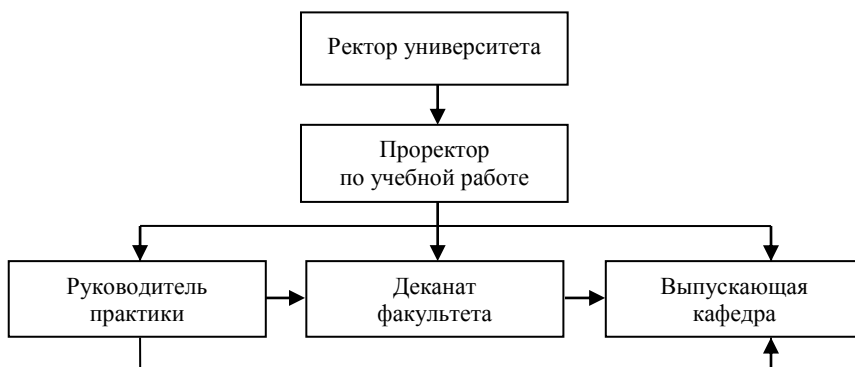 Ректор университета
Проректор
по учебной работе
Руководитель
практики
Деканат
факультета
Выпускающая
кафедра